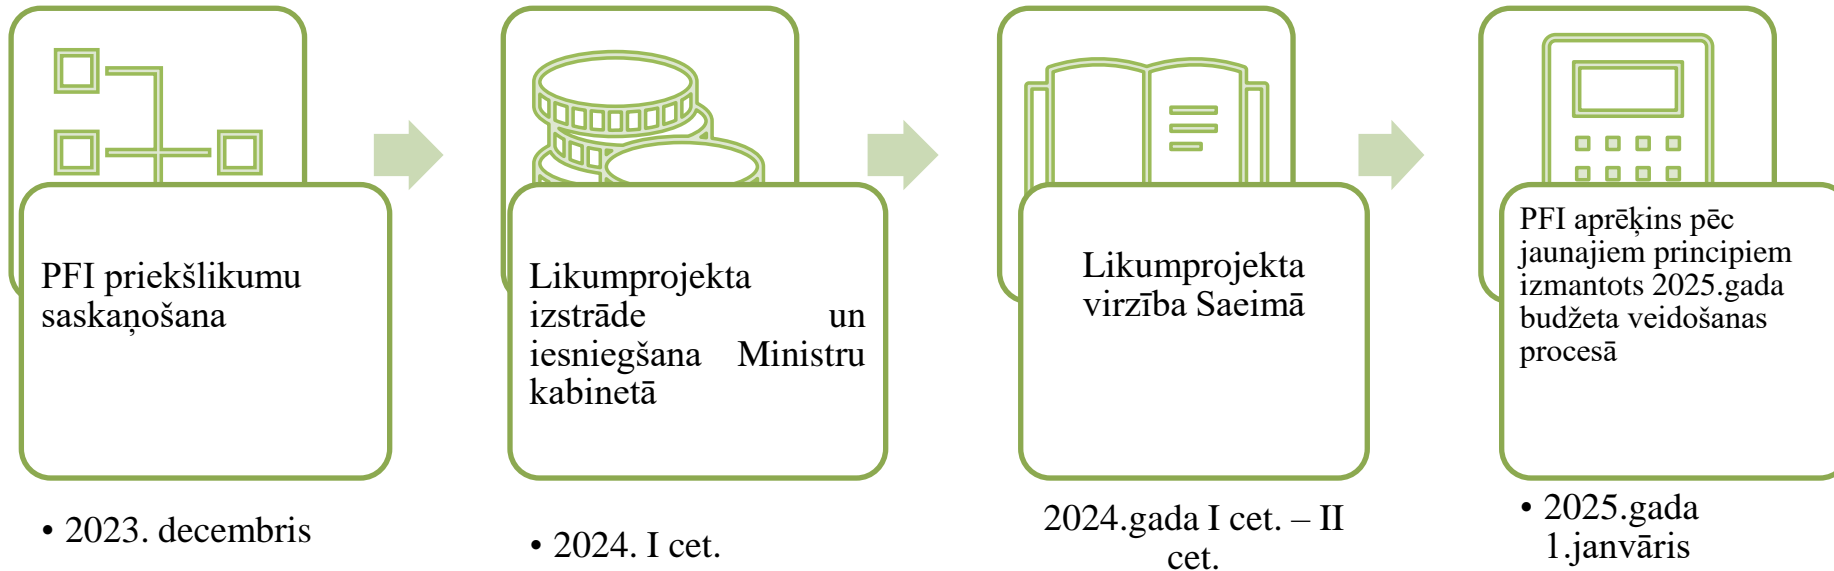 PFI priekšlikumu
saskaņošana
Likumprojekta
izstrāde un
iesniegšana Ministru
kabinetā
Likumprojekta
virzība Saeimā
PFI aprēķins pēc
jaunajiem principiem
izmantots 2025.gada
budžeta veidošanas
procesā
• 2023. decembris
• 2024. I cet.
2024.gada I cet. – II
cet.
• 2025.gada
1.janvāris